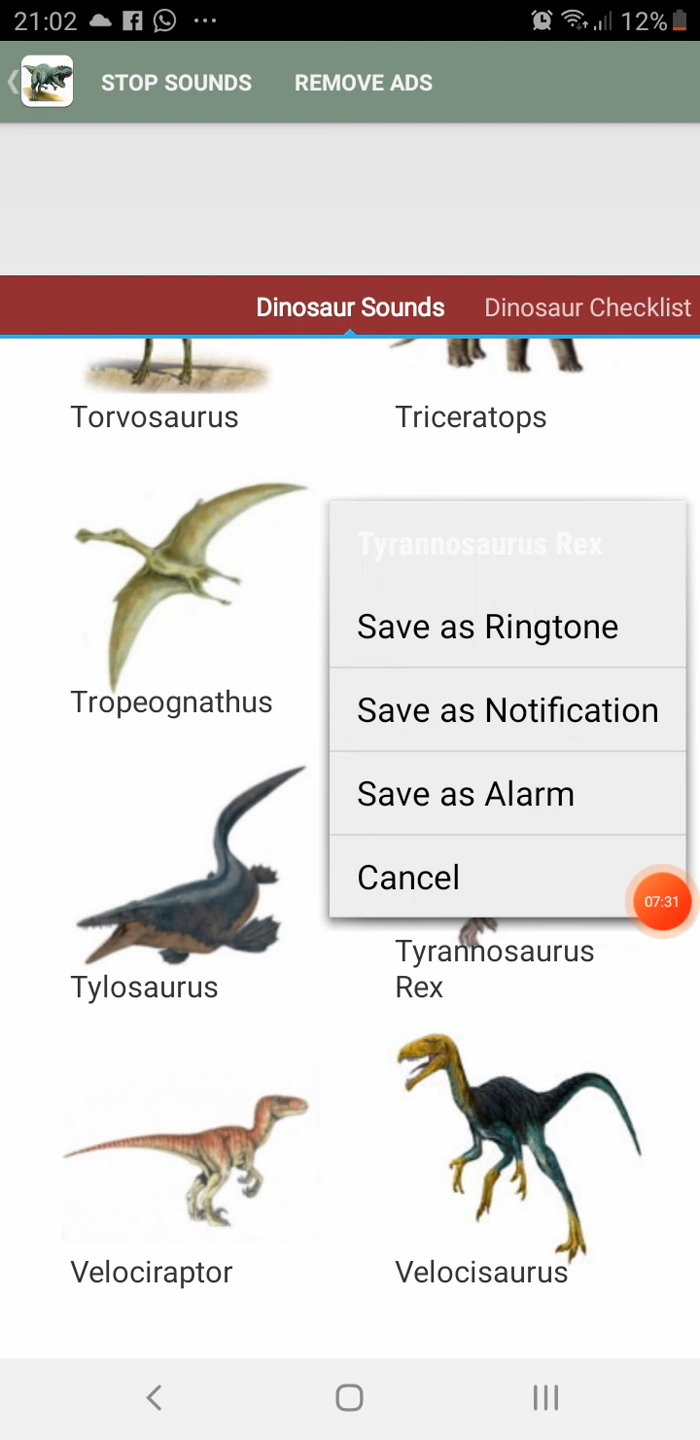 21:02
12%
STOP SOUNDS
REMOVE ADS
Dinosaur Sounds
Dinosaur Checklist
Torvosaurus
Triceratops
Tropeognathus
Tyrannosaurus Rex
Save as Ringtone
Save as Notification
Save as Alarm
Cancel
07:31
Tylosaurus
Tyrannosaurus
Rex
Velociraptor
Velocisaurus